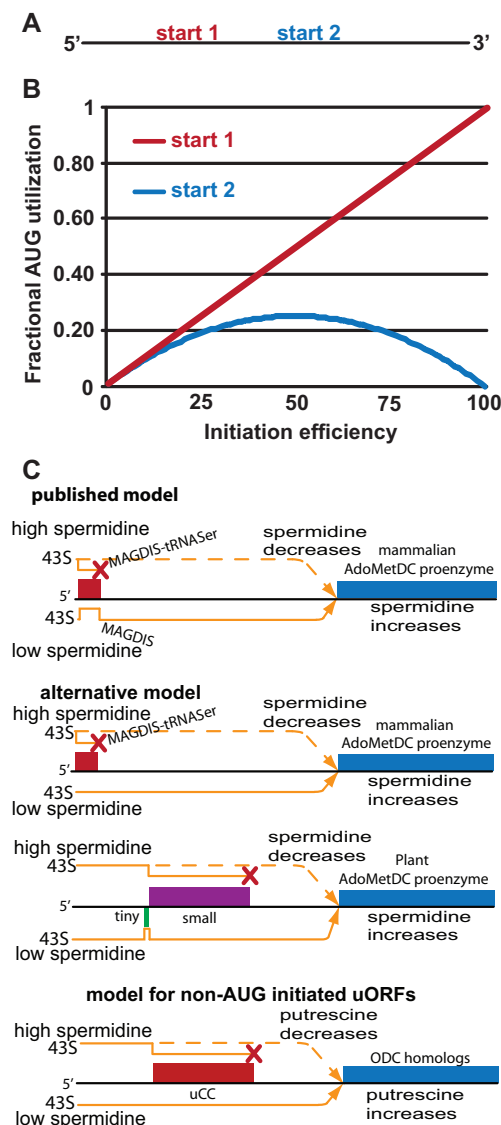 A
5' start 1 start 2 3'
B
1
0.80
0.60
0.40
0.20
0
Fractional AUG utilization
start 1
start 2
0 25 50 75 100
Initiation efficiency
C
published model
high spermidine
43S
MAGDIS-tRNASer
spermidine
decreases
mammalian
AdoMetDC proenzyme
5'
spermidine
increases
43S
MAGDIS
low spermidine
alternative model
high spermidine
43S
MAGDIS-tRNASer
spermidine
decreases
mammalian
AdoMetDC proenzyme
5'
spermidine
increases
43S
low spermidine
high spermidine
43S
spermidine
decreases
Plant
AdoMetDC proenzyme
5'
tiny
small
spermidine
increases
43S
low spermidine
model for non-AUG initiated uORFs
high spermidine
43S
putrescine
decreases
ODC homologs
5'
uCC
putrescine
increases
43S
low spermidine